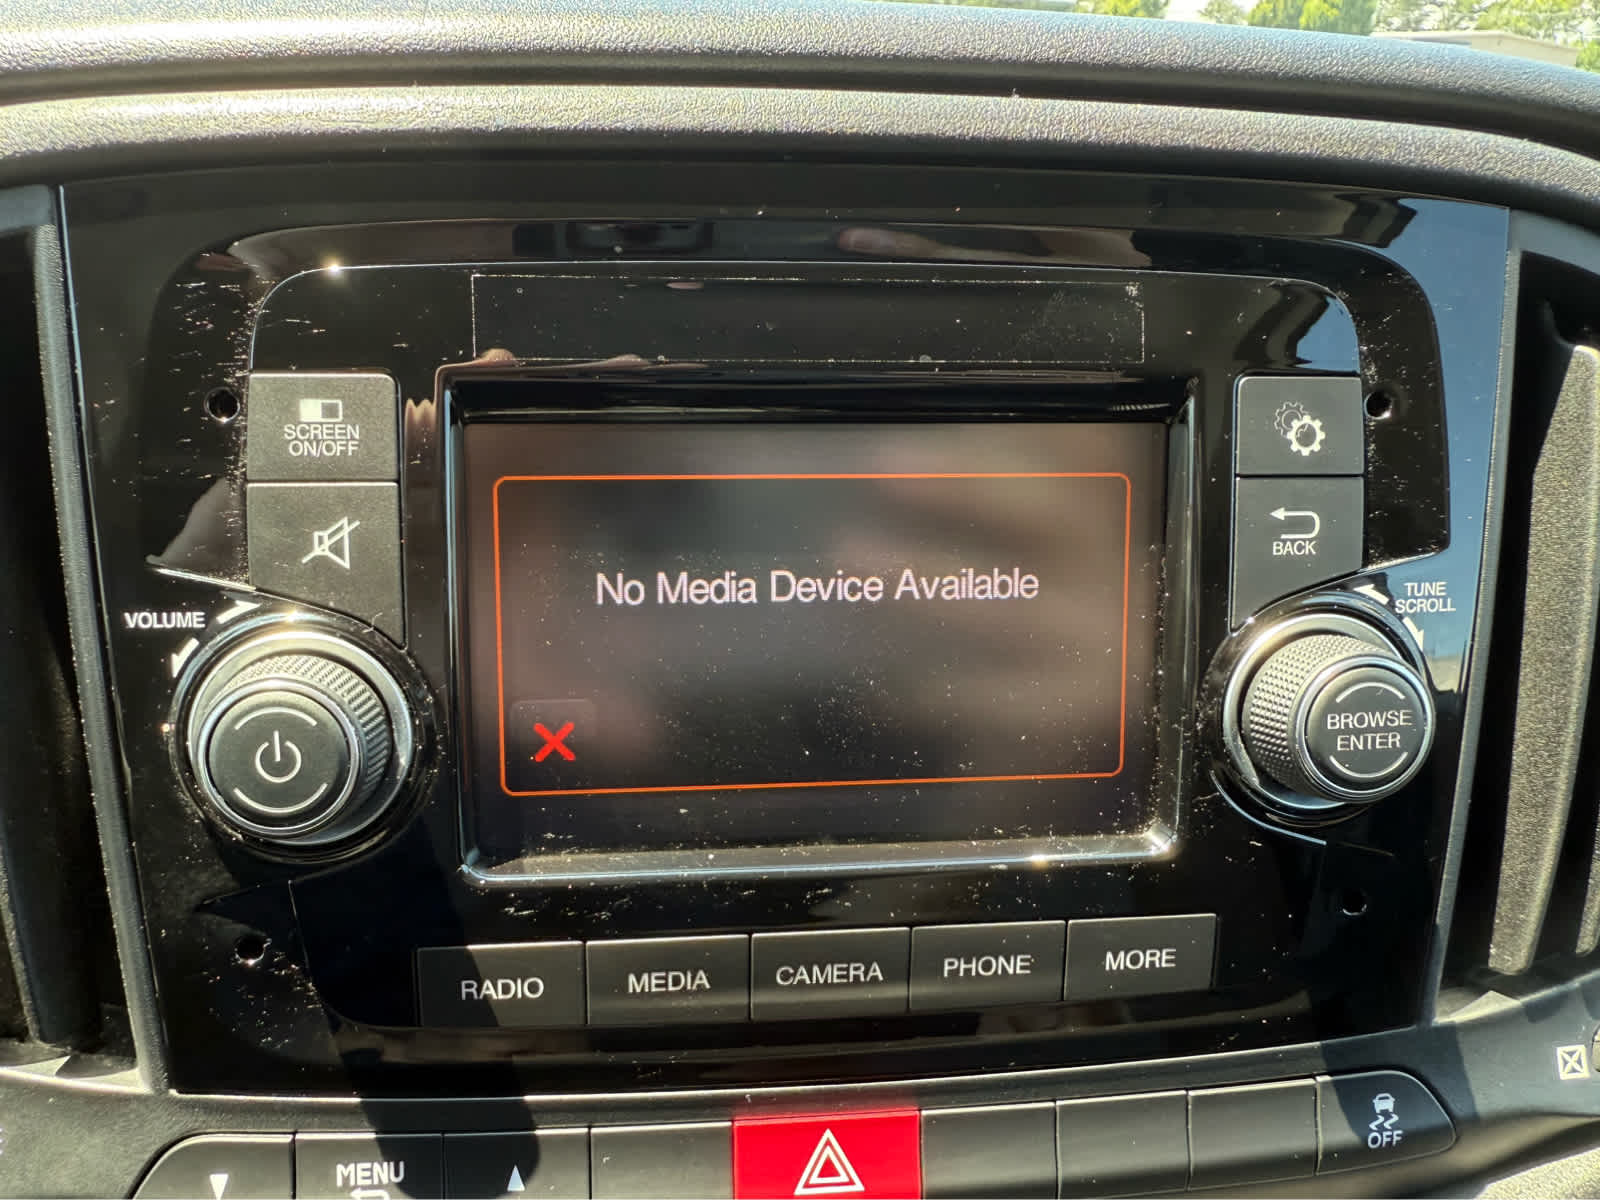 SCREEN
ON/OFF
BACK
VOLUME
TUNE
SCROLL
No Media Device Available
BROWSE
ENTER
RADIO
MEDIA
CAMERA
PHONE
MORE
MENU
OFF